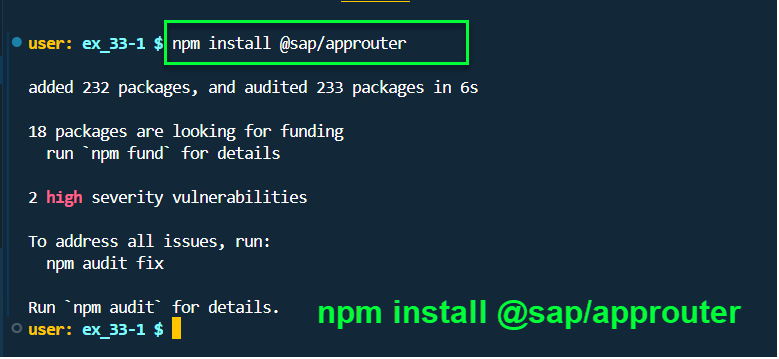 user: ex_33-1 $ npm install @sap/approuter
added 232 packages, and audited 233 packages in 6s
18 packages are looking for funding
run `npm fund` for details
2 high severity vulnerabilities
To address all issues, run:
npm audit fix
Run `npm audit` for details.
user: ex_33-1 $
npm install @sap/approuter